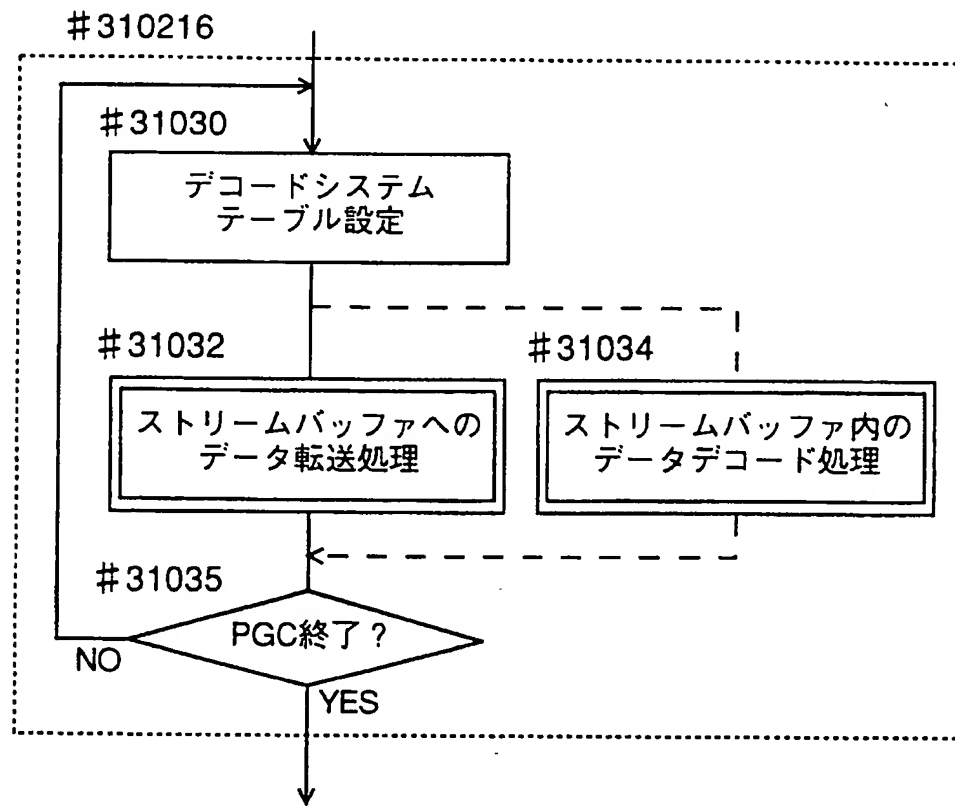 #310216
#31030
デコードシステム
テーブル設定
#31032
#31034
ストリームバッファへの
データ転送処理
ストリームバッファ内の
データデコード処理
#31035
PGC終了?
NO
YES